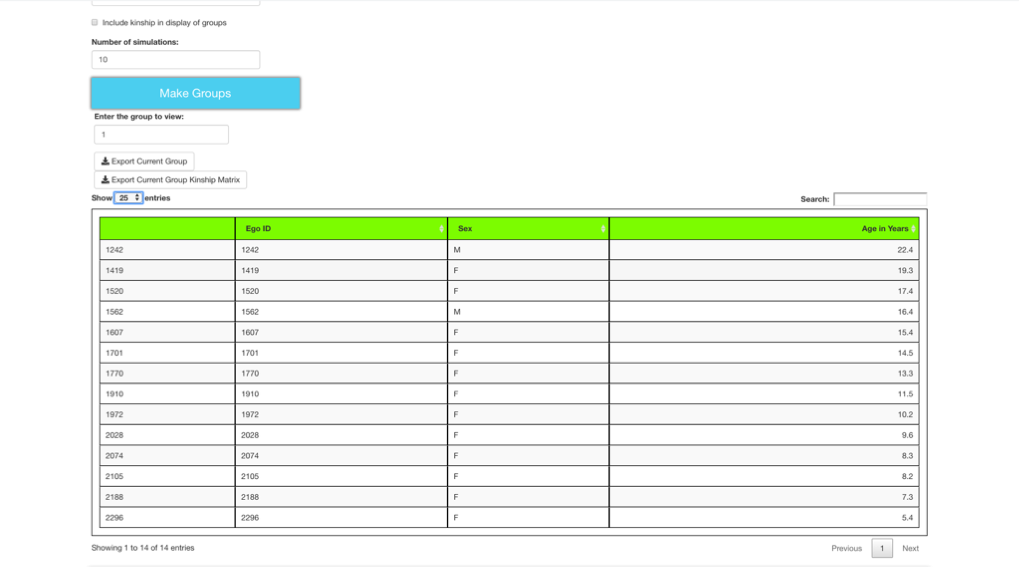 Include kinship in display of groups
Number of simulations:
10
Make Groups
Enter the group to view:
1
Export Current Group
Export Current Group Kinship Matrix
Show 25 entries Search:
Ego ID Sex Age in Years
1242 1242 M 22.4
1419 1419 F 19.3
1520 1520 F 17.4
1562 1562 M 16.4
1607 1607 F 15.4
1701 1701 F 14.5
1770 1770 F 13.3
1910 1910 F 11.5
1972 1972 F 10.2
2028 2028 F 9.6
2074 2074 F 8.3
2105 2105 F 8.2
2188 2188 F 7.3
2296 2296 F 5.4
Showing 1 to 14 of 14 entries Previous 1 Next